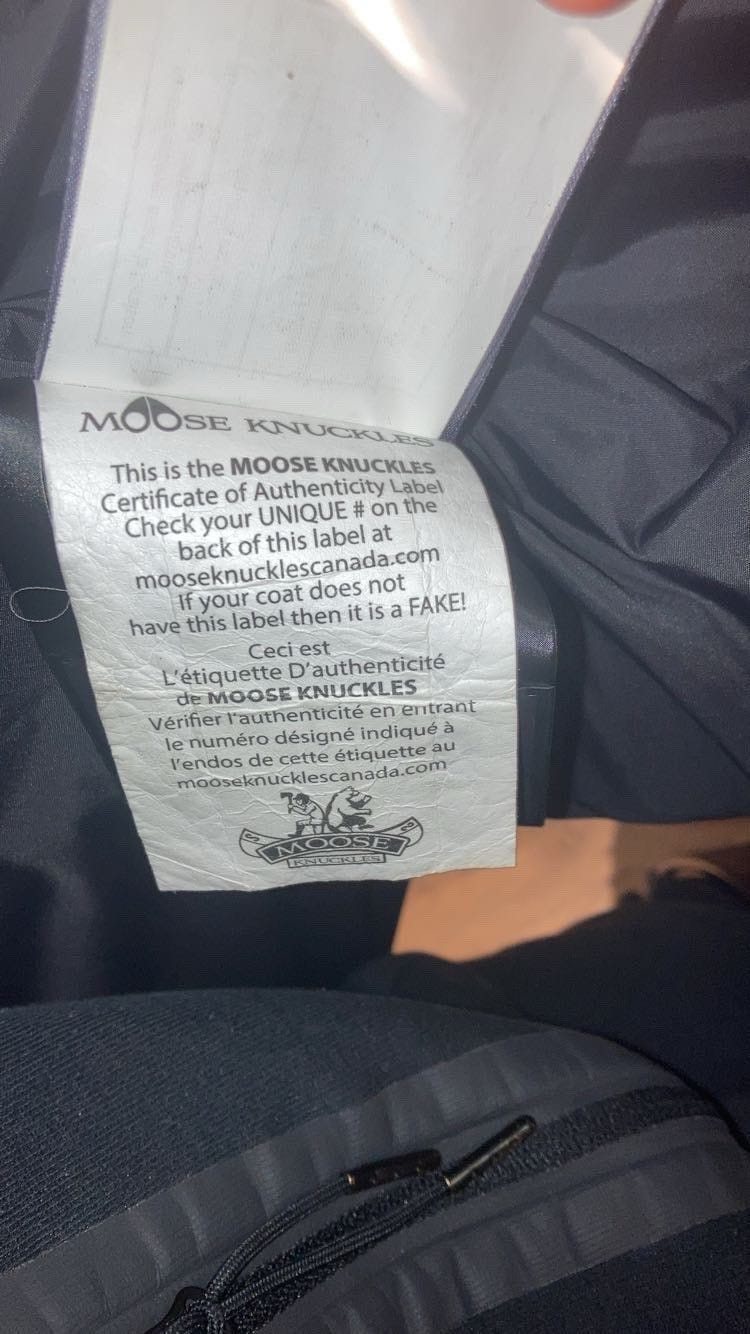 MOOSE KNUCKLES
This is the MOOSE KNUCKLES
Certificate of Authenticity Label
Check your UNIQUE # on the
back of this label at
mooseknucklescanada.com
If your coat does not
have this label then it is a FAKE!
Ceci est
L'étiquette D'authenticité
de MOOSE KNUCKLES
Vérifier l'authenticité en entrant
le numéro désigné indiqué à
l'endos de cette étiquette au
mooseknucklescanada.com
MOOSE
KNUCKLES